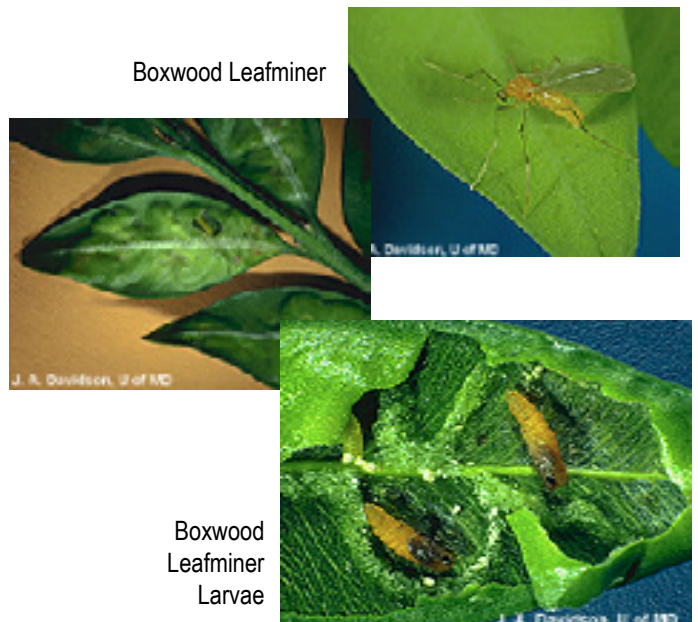 Boxwood Leafminer
A. Davidson, U of MD
J. A. Davidson, U of MD
Boxwood
Leafminer
Larvae
J. A. Davidson, U of MD